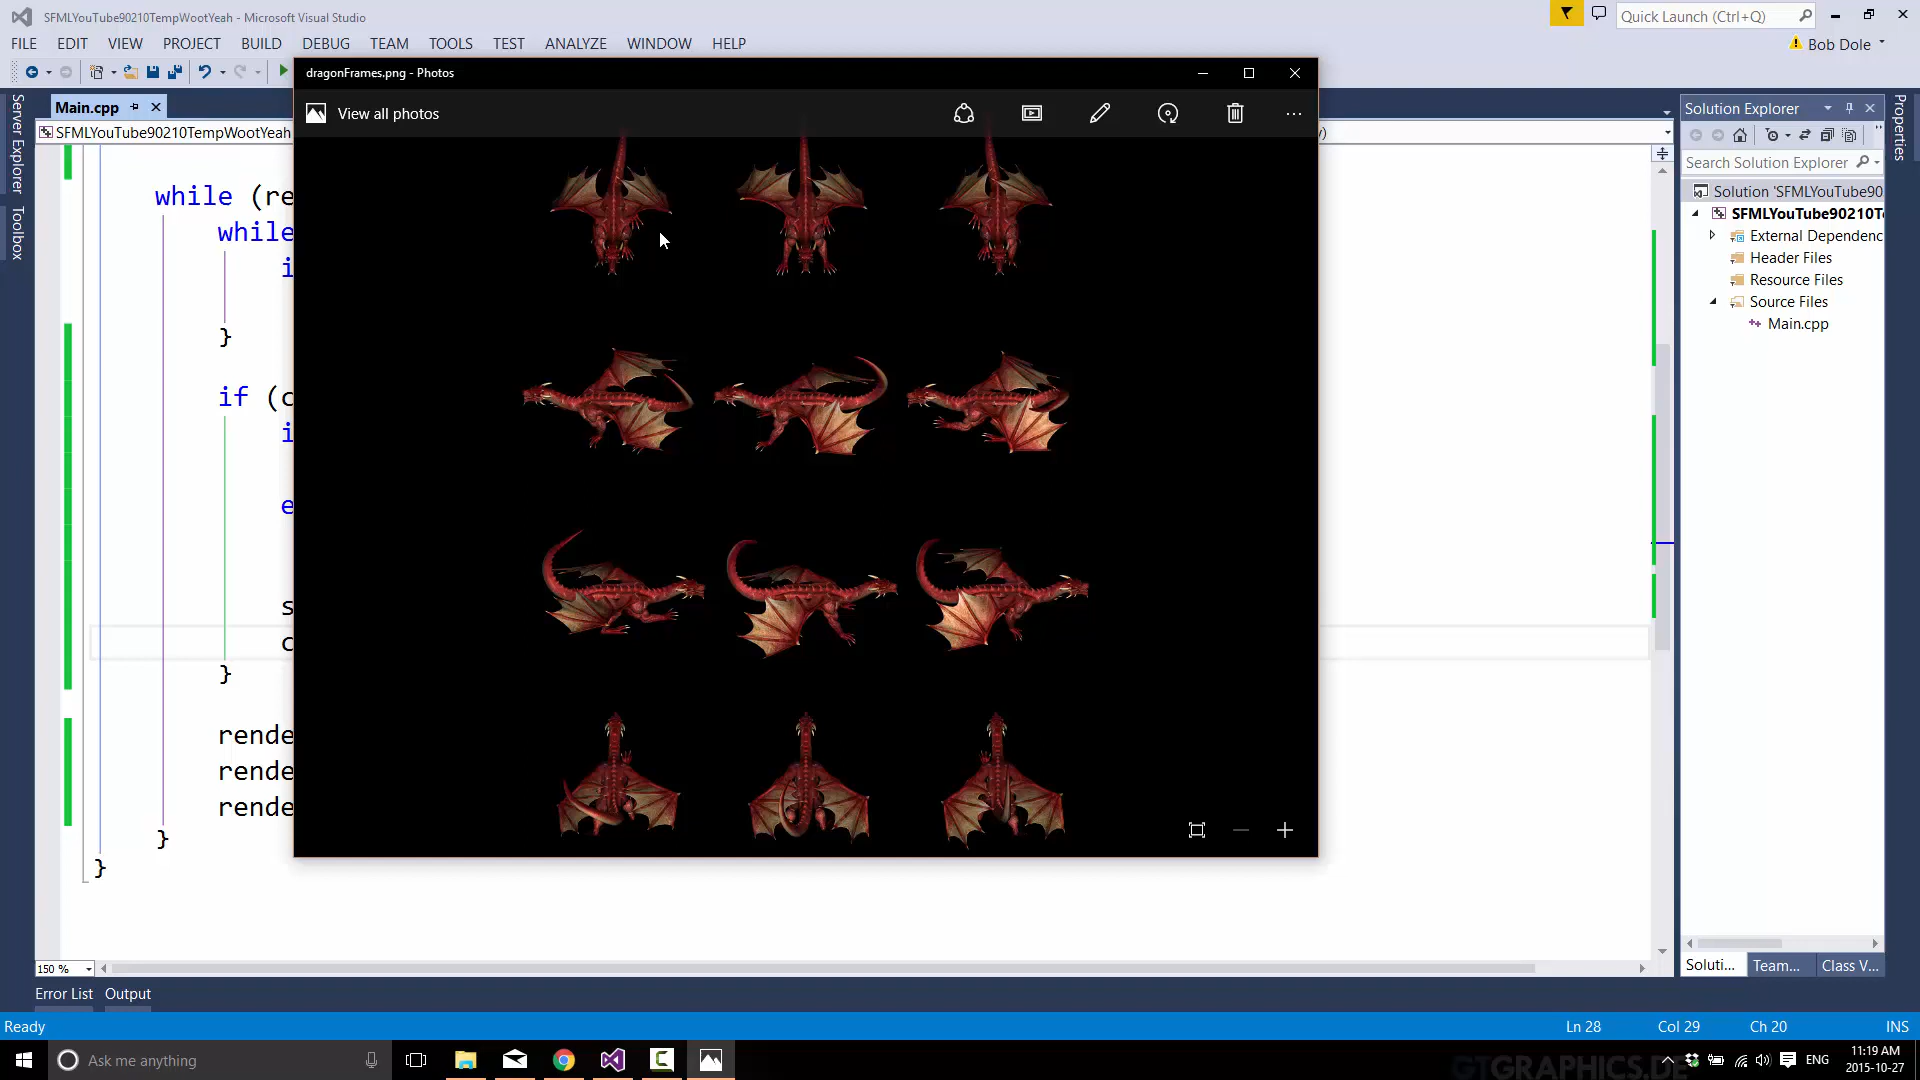 SFMLYouTube90210TempWootYeah - Microsoft Visual Studio
Quick Launch (Ctrl+Q)
FILE EDIT VIEW PROJECT BUILD DEBUG TEAM TOOLS TEST ANALYZE WINDOW HELP
Bob Dole
dragonFrames.png - Photos
View all photos
Server Explorer
Toolbox
Main.cpp
SFMLYouTube90210TempWootYeah
while (re
while
i
}
if (c
i
e
s
c
}
rende
rende
rende
}
}
150 %
Error List Output
Solution Explorer
Search Solution Explorer
Solution 'SFMLYouTube90
SFMLYouTube90210T
External Dependenc
Header Files
Resource Files
Source Files
Main.cpp
Soluti... Team... Class V...
Properties
Ready
Ln 28 Col 29 Ch 20 INS
Ask me anything
GTGRAPHICS.DE
ENG
11:19 AM
2015-10-27